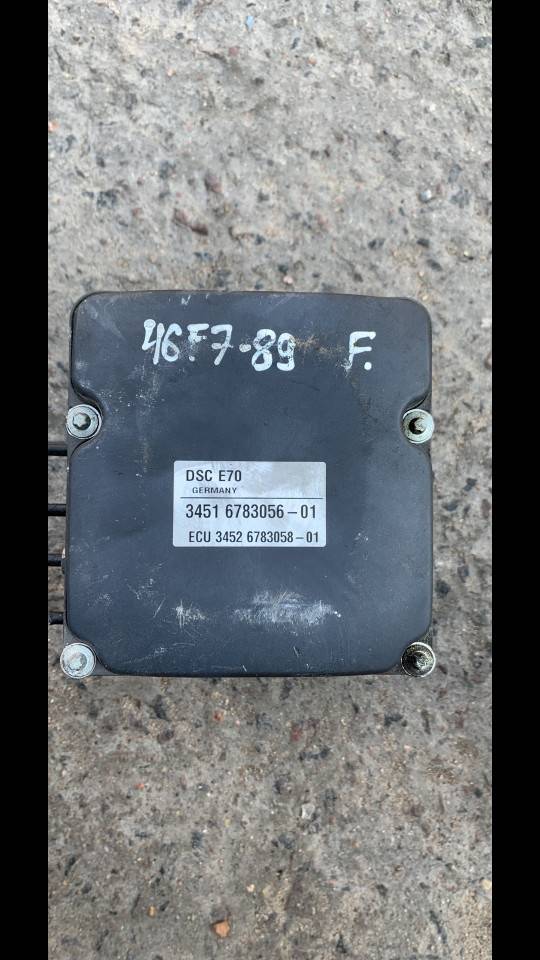 46F7-89 F.
DSC E70
GERMANY
3451 6783056-01
ECU 3452 6783058-01